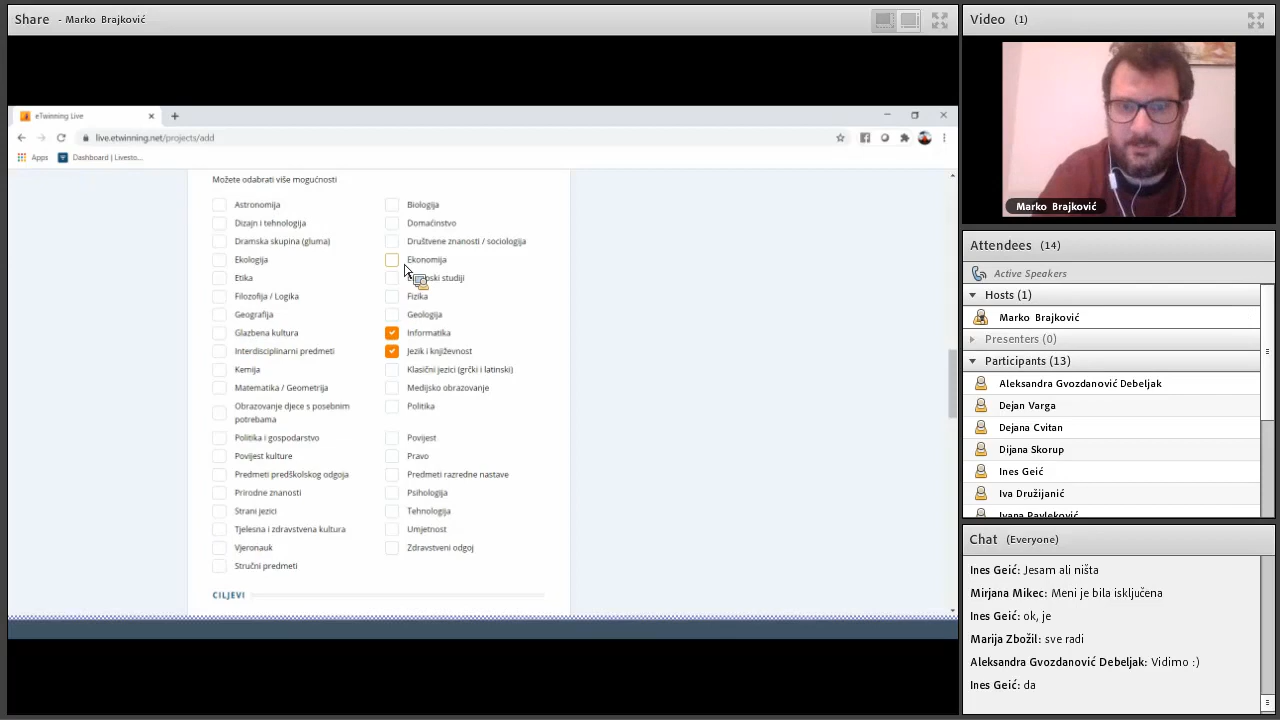 Share - Marko Brajković
eTwinning Live
live.etwinning.net/projects/add
Apps Dashboard | Livesto...
Možete odabrati više mogućnosti
Astronomija Biologija
Dizajn i tehnologija Domaćinstvo
Dramska skupina (gluma) Društvene znanosti / sociologija
Ekologija Ekonomija
Etika studiji
Filozofija / Logika Fizika
Geografija Geologija
Glazbena kultura Informatika
Interdisciplinarni predmeti Jezik i književnost
Kemija Klasični jezici (grčki i latinski)
Matematika / Geometrija Medijsko obrazovanje
Obrazovanje djece s posebnim Politika
potrebama
Politika i gospodarstvo Povijest
Povijest kulture Pravo
Predmeti predškolskog odgoja Predmeti razredne nastave
Prirodne znanosti Psihologija
Strani jezici Tehnologija
Tjelesna i zdravstvena kultura Umjetnost
Vjeronauk Zdravstveni odgoj
Stručni predmeti
CILJEVI
Video (1)
Marko Brajković
Attendees (14)
Active Speakers
Hosts (1)
Marko Brajković
Presenters (0)
Participants (13)
Aleksandra Gvozdanović Debeljak
Dejan Varga
Dejana Cvitan
Dijana Skorup
Ines Geić
Iva Družijanić
Ivana Pavleković
Chat (Everyone)
Ines Geić: Jesam ali ništa
Mirjana Mikec: Meni je bila isključena
Ines Geić: ok, je
Marija Zbožil: sve radi
Aleksandra Gvozdanović Debeljak: Vidimo :)
Ines Geić: da